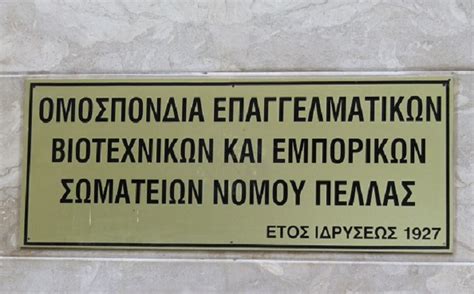 ΟΜΟΣΠΟΝΔΙΑ ΕΠΑΓΓΕΛΜΑΤΙΚΩΝ
ΒΙΟΤΕΧΝΙΚΩΝ ΚΑΙ ΕΜΠΟΡΙΚΩΝ
ΣΩΜΑΤΕΙΩΝ ΝΟΜΟΥ ΠΕΛΛΑΣ
ΕΤΟΣ ΙΔΡΥΣΕΩΣ 1927